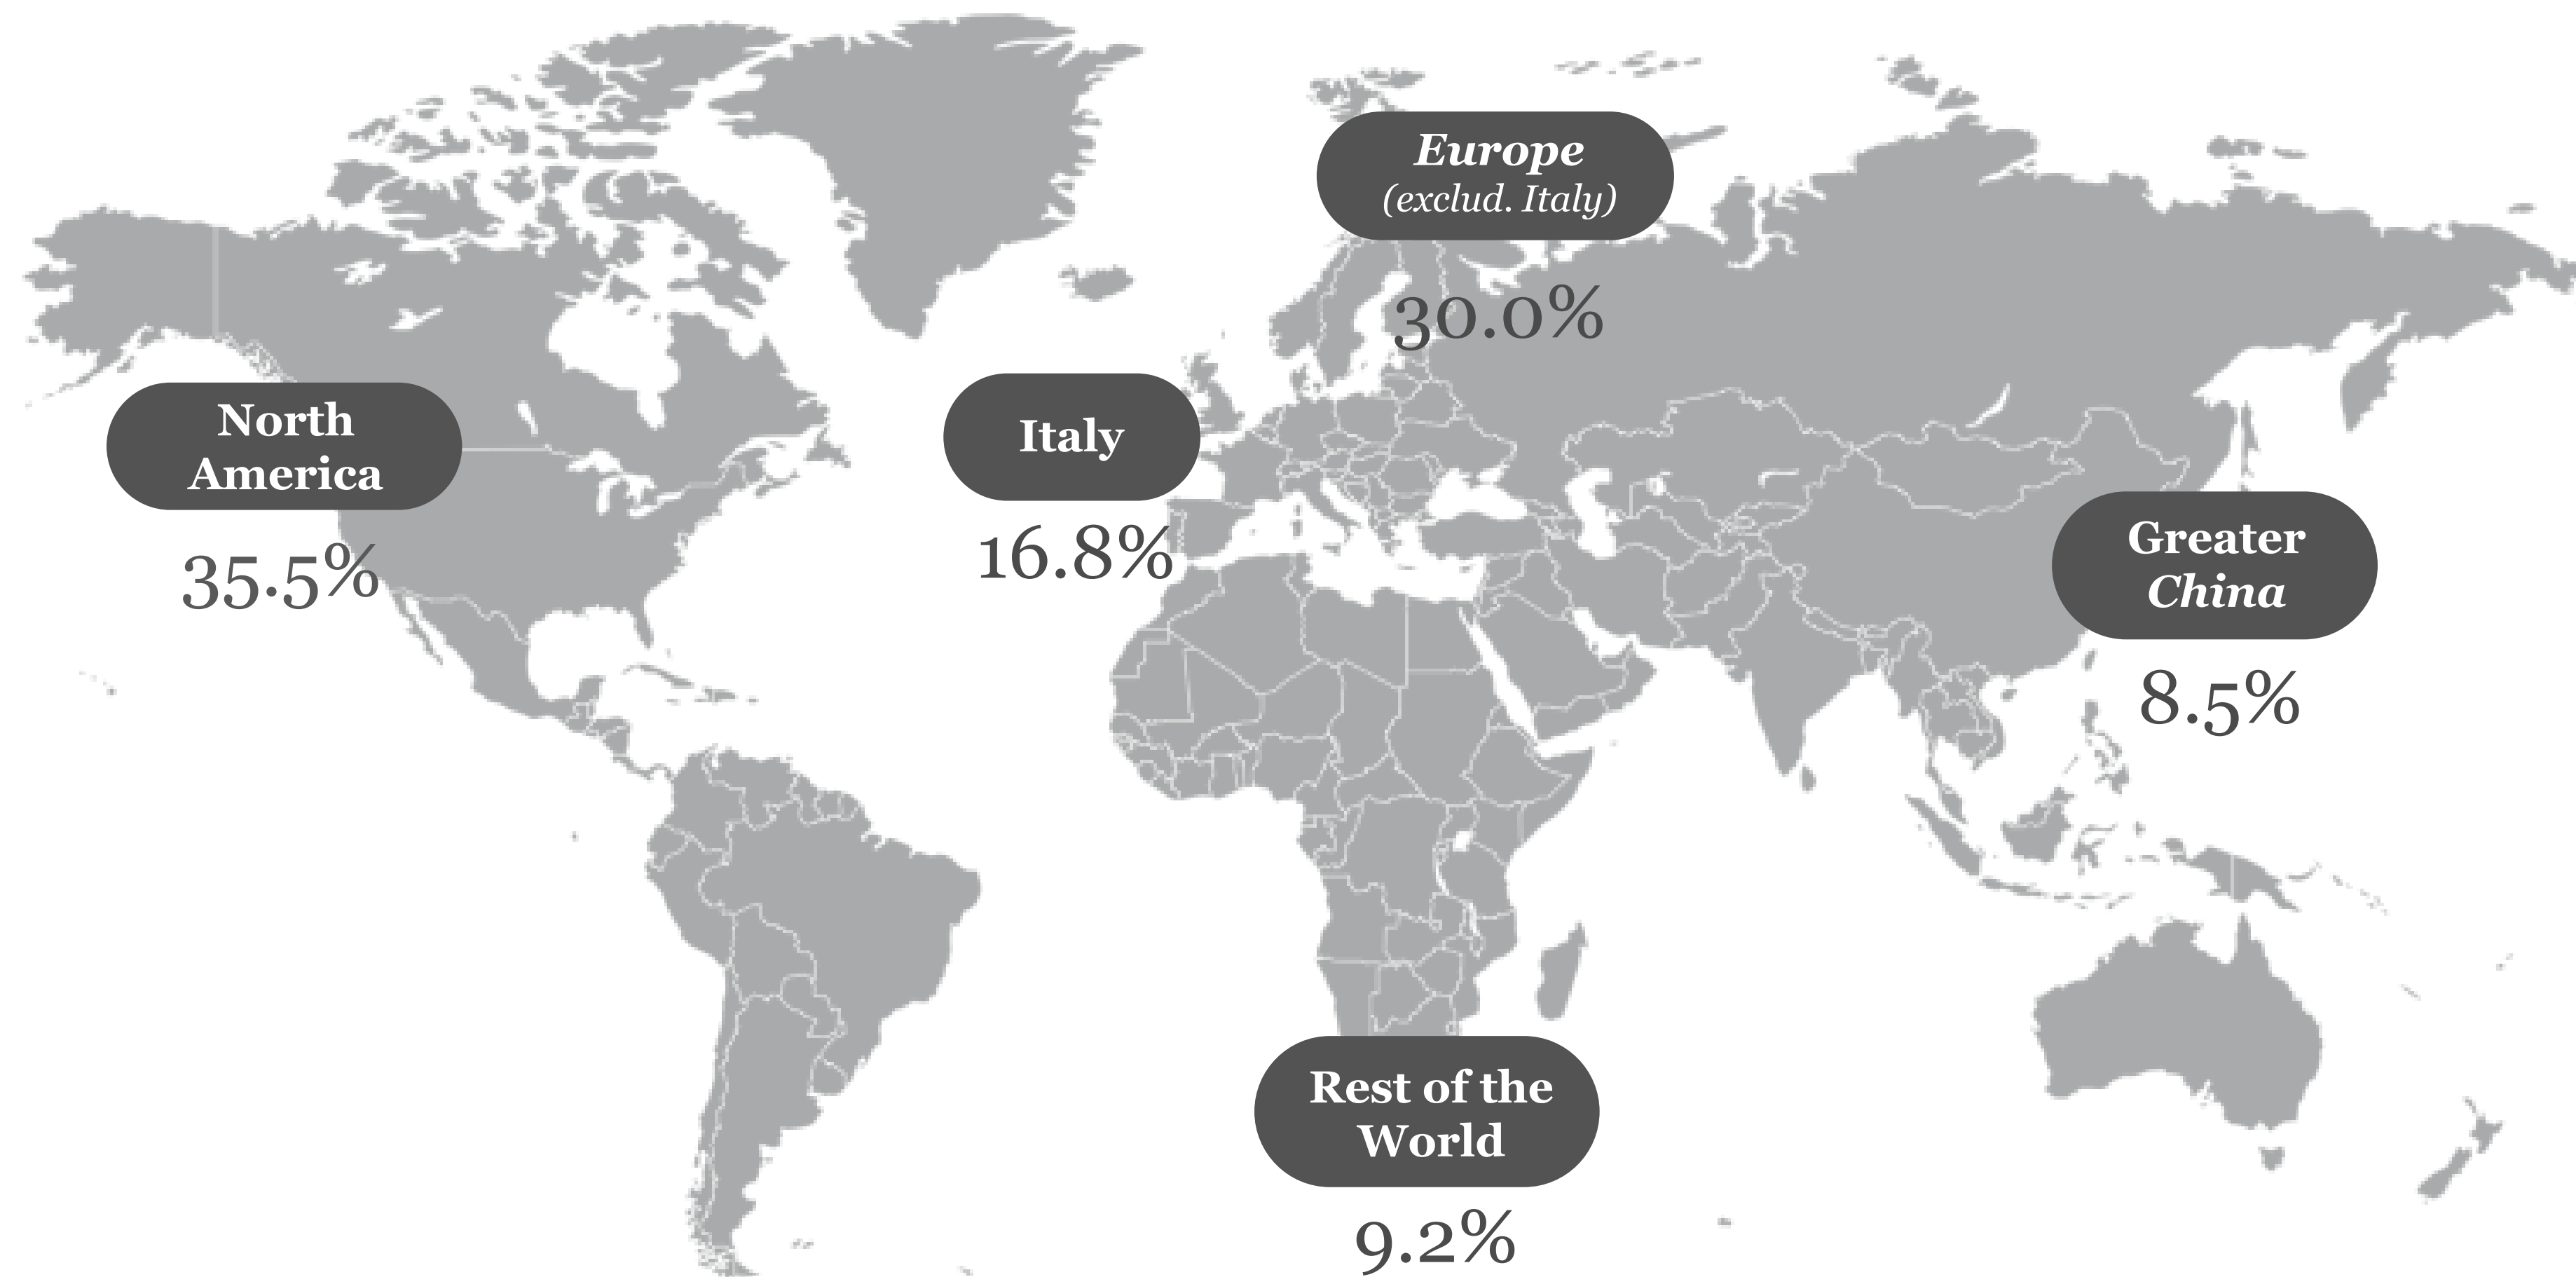 Europe
(exclud. Italy)
30.0%
North
America
35.5%
Italy
16.8%
Greater
China
8.5%
Rest of the
World
9.2%